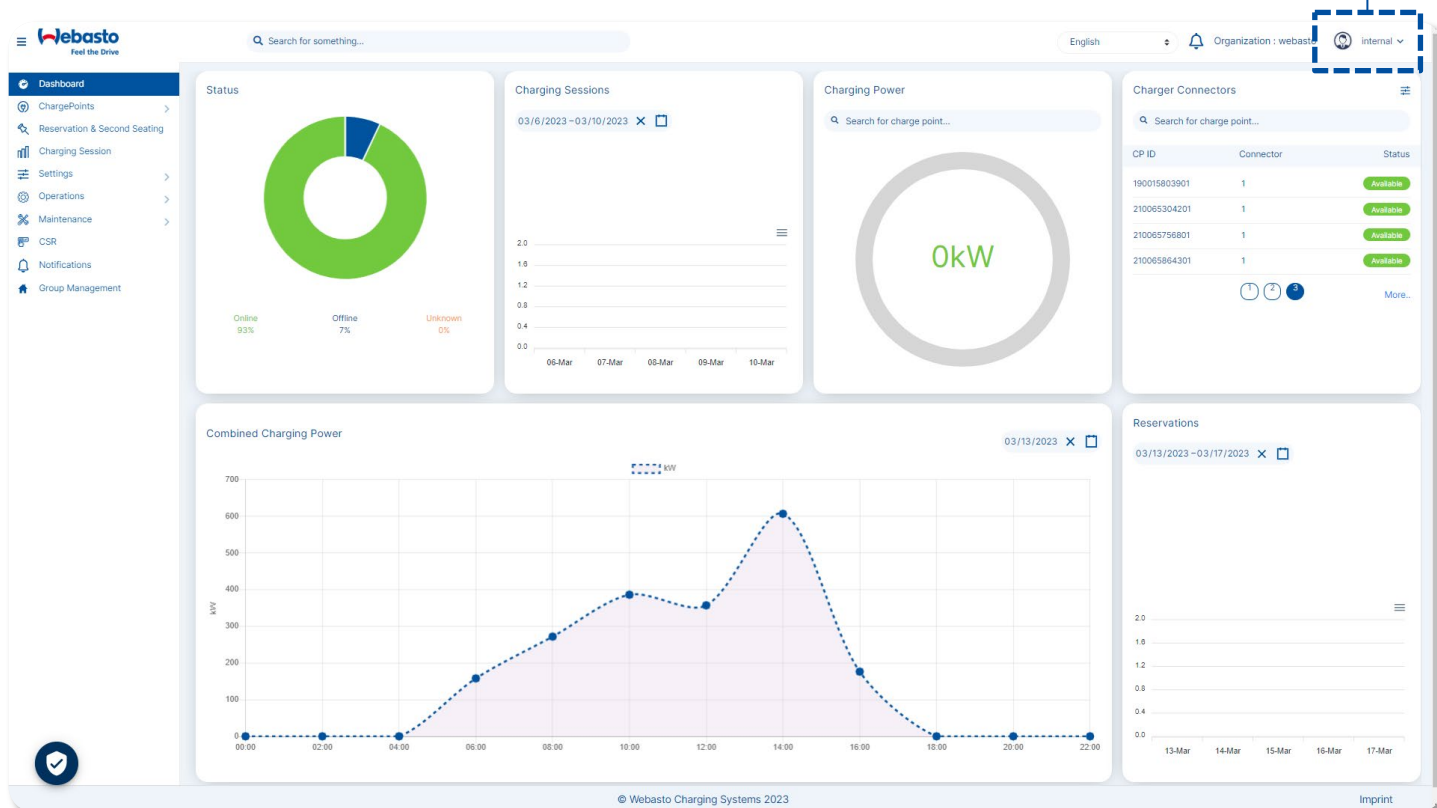 Webasto
Feel the Drive
Search for something...
English
Organization : webasto
internal
Dashboard
ChargePoints
Reservation & Second Seating
Charging Session
Settings
Operations
Maintenance
CSR
Notifications
Group Management
Status
Online
93%
Offline
7%
Unknown
0%
Charging Sessions
03/6/2023 – 03/10/2023
2.0
1.6
1.2
0.8
0.4
0.0
06-Mar 07-Mar 08-Mar 09-Mar 10-Mar
Charging Power
Search for charge point...
0kW
Charger Connectors
Search for charge point...
CP ID Connector Status
190015803901 1 Available
210065304201 1 Available
210065756801 1 Available
210065864301 1 Available
1 2 3
More..
Combined Charging Power
03/13/2023
kW
700
600
500
400
300
200
100
0
kW
00:00 02:00 04:00 06:00 08:00 10:00 12:00 14:00 16:00 18:00 20:00 22:00
Reservations
03/13/2023 – 03/17/2023
2.0
1.6
1.2
0.8
0.4
0.0
13-Mar 14-Mar 15-Mar 16-Mar 17-Mar
© Webasto Charging Systems 2023
Imprint